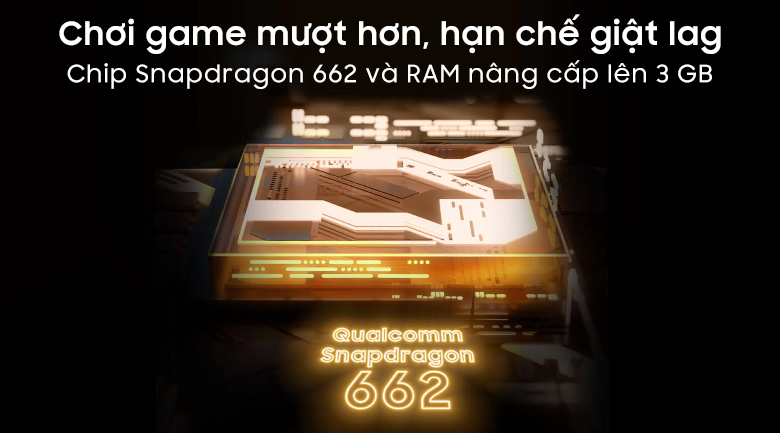 Chơi game mượt hơn, hạn chế giật lag
Chip Snapdragon 662 và RAM nâng cấp lên 3 GB
Qualcomm
Snapdragon
662